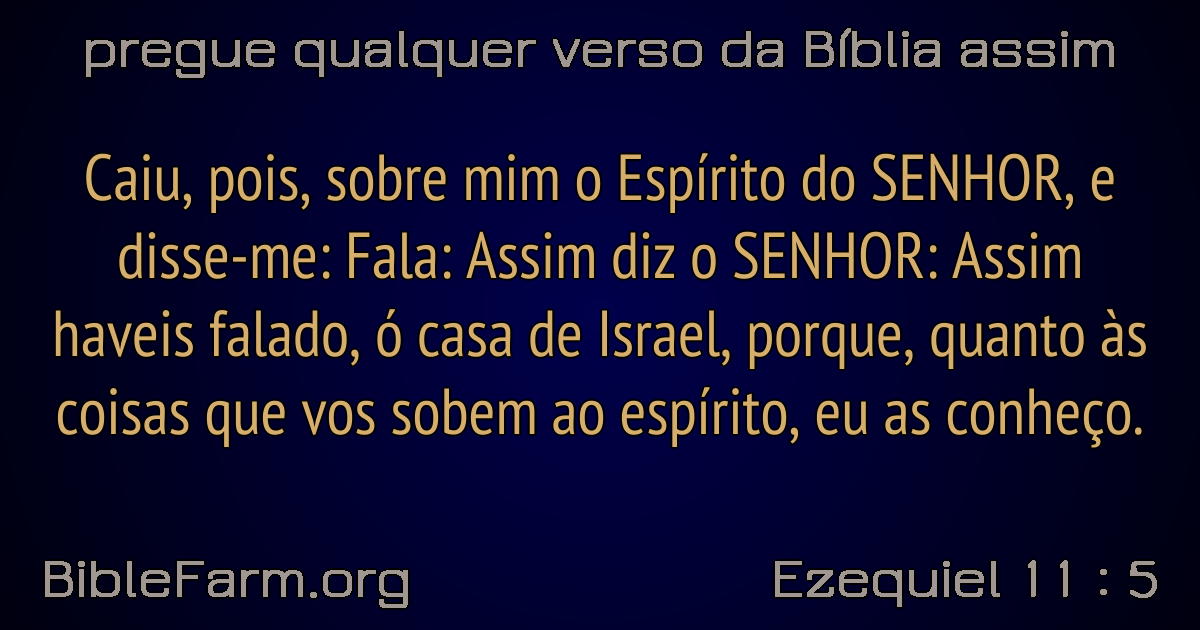 pregue qualquer verso da Bíblia assim
Caiu, pois, sobre mim o Espírito do SENHOR, e
disse-me: Fala: Assim diz o SENHOR: Assim
haveis falado, ó casa de Israel, porque, quanto às
coisas que vos sobem ao espírito, eu as conheço.
BibleFarm.org
Ezequiel 11 : 5